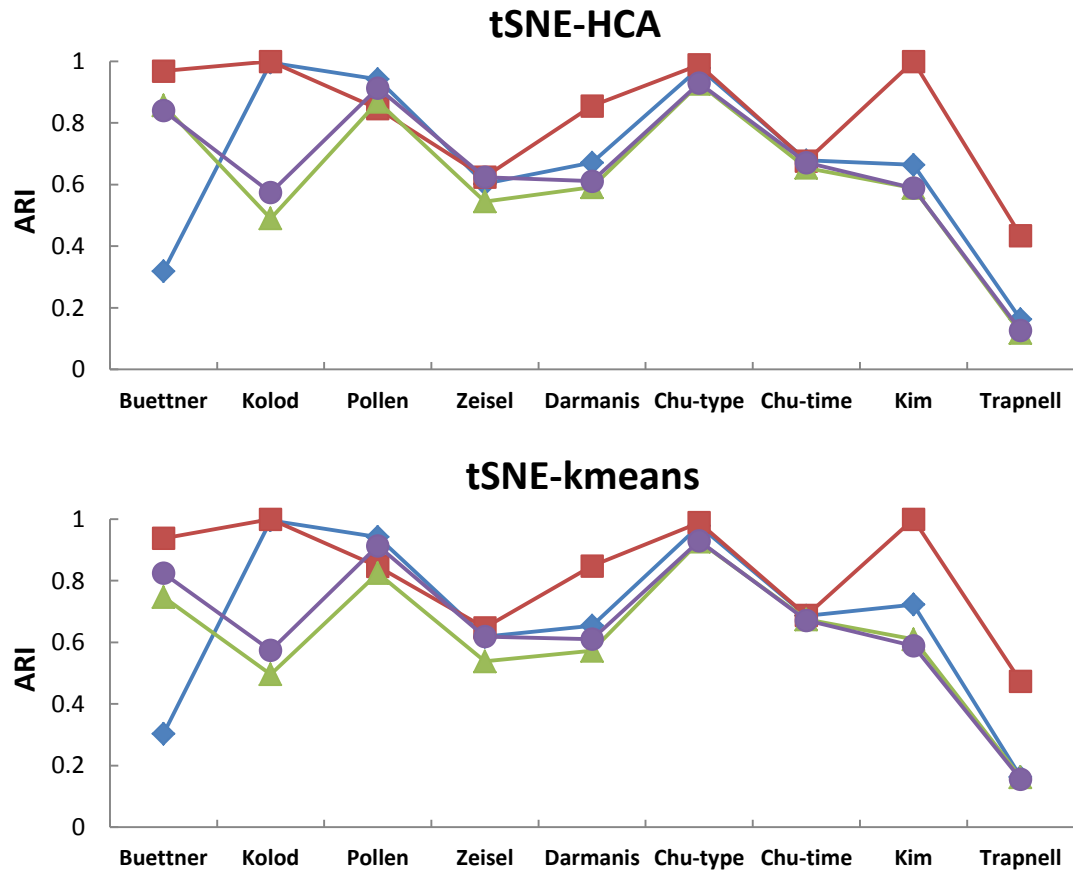 tSNE-HCA
1
0.8
0.6
0.4
0.2
0
ARI
Buettner Kolod Pollen Zeisel Darmanis Chu-type Chu-time Kim Trapnell
tSNE-kmeans
1
0.8
0.6
0.4
0.2
0
ARI
Buettner Kolod Pollen Zeisel Darmanis Chu-type Chu-time Kim Trapnell